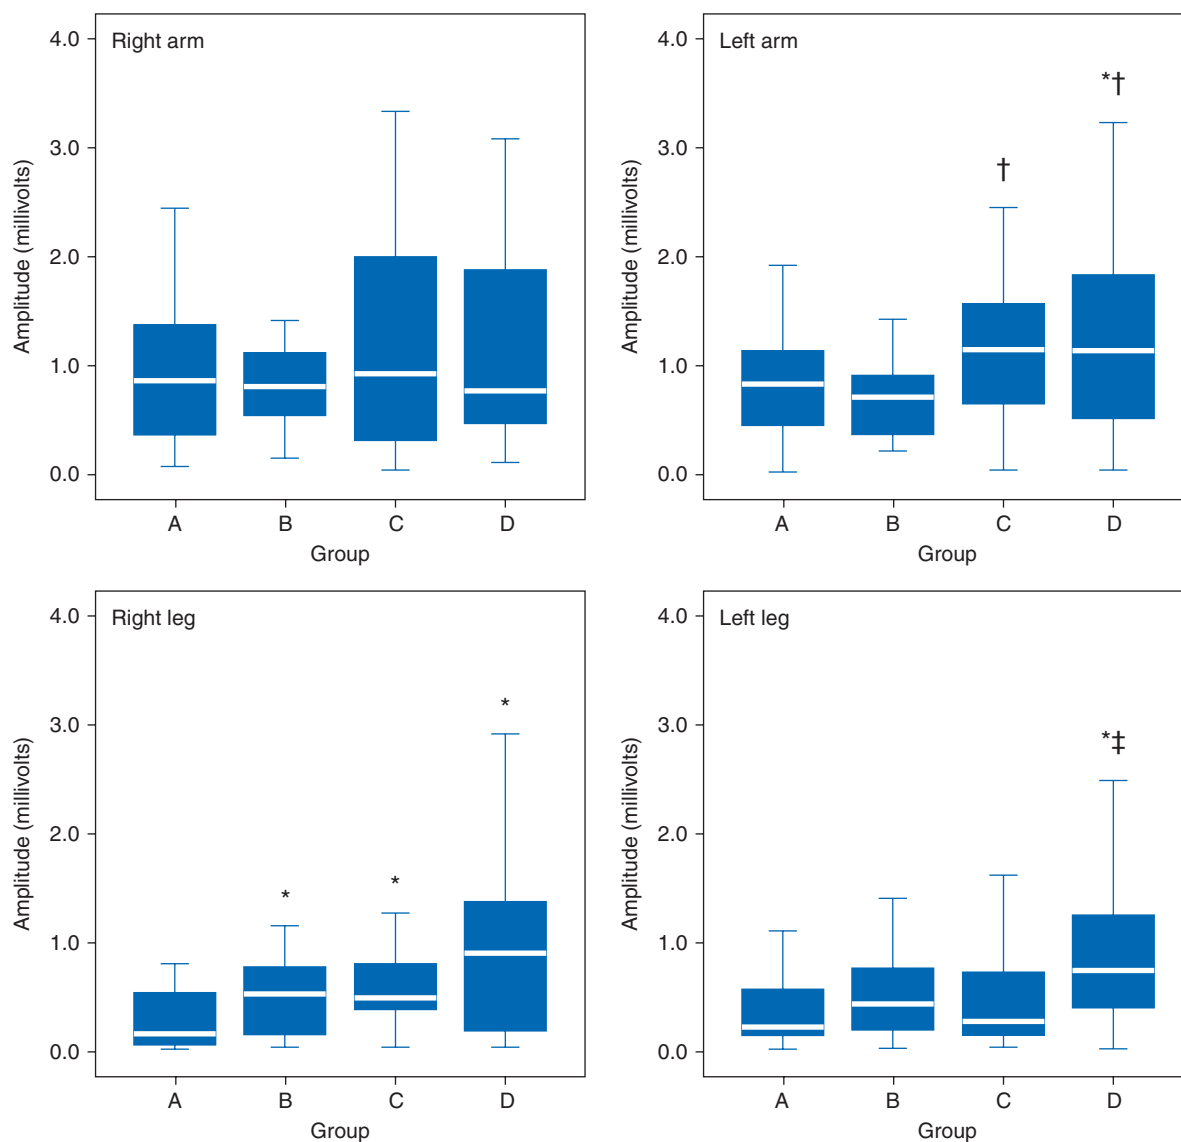 Right arm
4.0
3.0
2.0
1.0
0.0
Amplitude (millivolts)
A B C D
Group
Left arm
4.0
3.0
2.0
1.0
0.0
Amplitude (millivolts)
†
*†
A B C D
Group
Right leg
4.0
3.0
2.0
1.0
0.0
Amplitude (millivolts)
* * *
A B C D
Group
Left leg
4.0
3.0
2.0
1.0
0.0
Amplitude (millivolts)
*‡
A B C D
Group